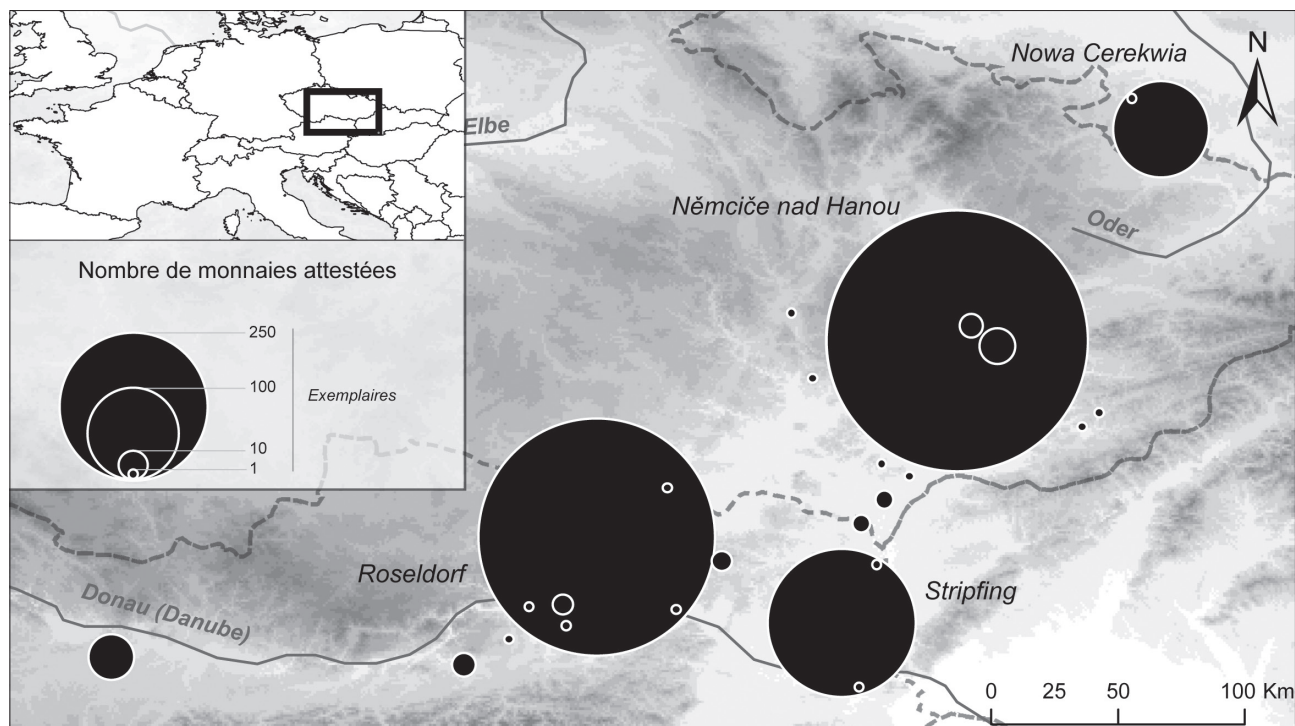 Nowa Cerekwia
N
Elbe
Němciče nad Hanou
Oder
Nombre de monnaies attestées
250
100
Exemplaires
10
1
Roseldorf
Stripfing
Donau (Danube)
0 25 50 100 Km